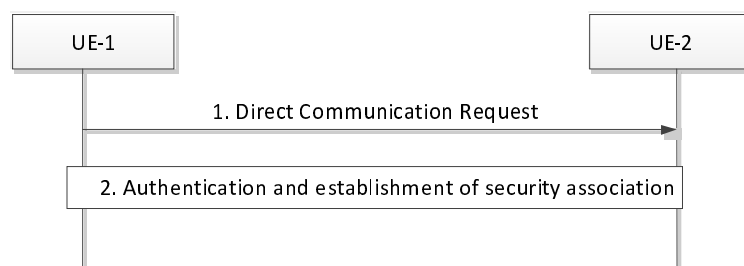 UE-1
UE-2
1. Direct Communication Request
2. Authentication and establishment of security association